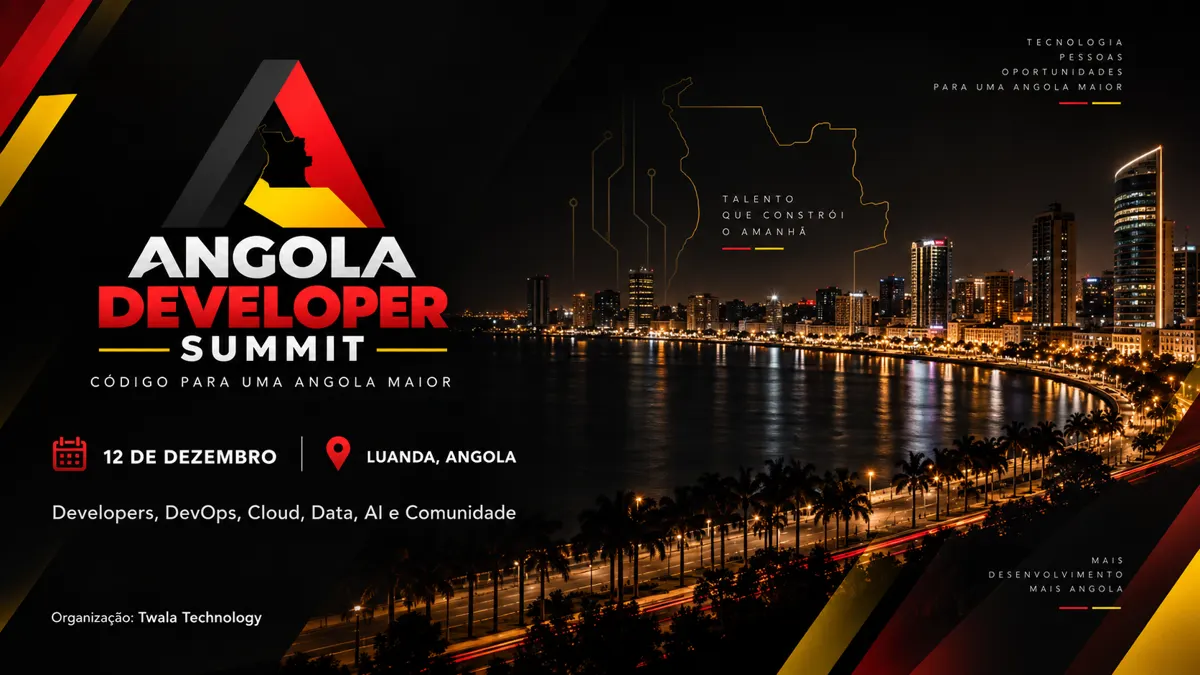 ANGOLA
DEVELOPER
SUMMIT
CÓDIGO PARA UMA ANGOLA MAIOR
12 DE DEZEMBRO
LUANDA, ANGOLA
Developers, DevOps, Cloud, Data, AI e Comunidade
Organização: Twala Technology
TECNOLOGIA
PESSOAS
OPORTUNIDADES
PARA UMA ANGOLA MAIOR
TALENTO
QUE CONSTRÓI
O AMANHÃ
MAIS
DESENVOLVIMENTO
MAIS ANGOLA